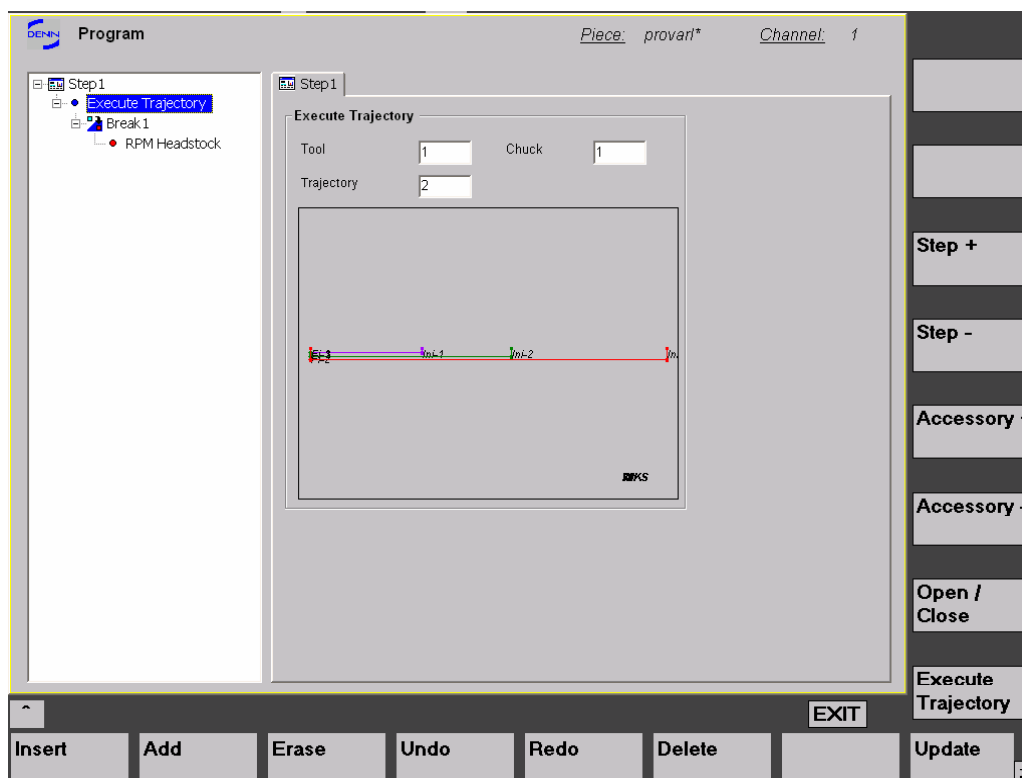 DENN
Program
Piece: provarl*
Channel: 1
Step1
Execute Trajectory
Break1
RPM Headstock
Step1
Execute Trajectory
Tool 1 Chuck 1
Trajectory 2
Ini-1
Ini-2
Step +
Step -
Accessory
Accessory
Open /
Close
Execute
Trajectory
^
EXIT
Insert
Add
Erase
Undo
Redo
Delete
Update